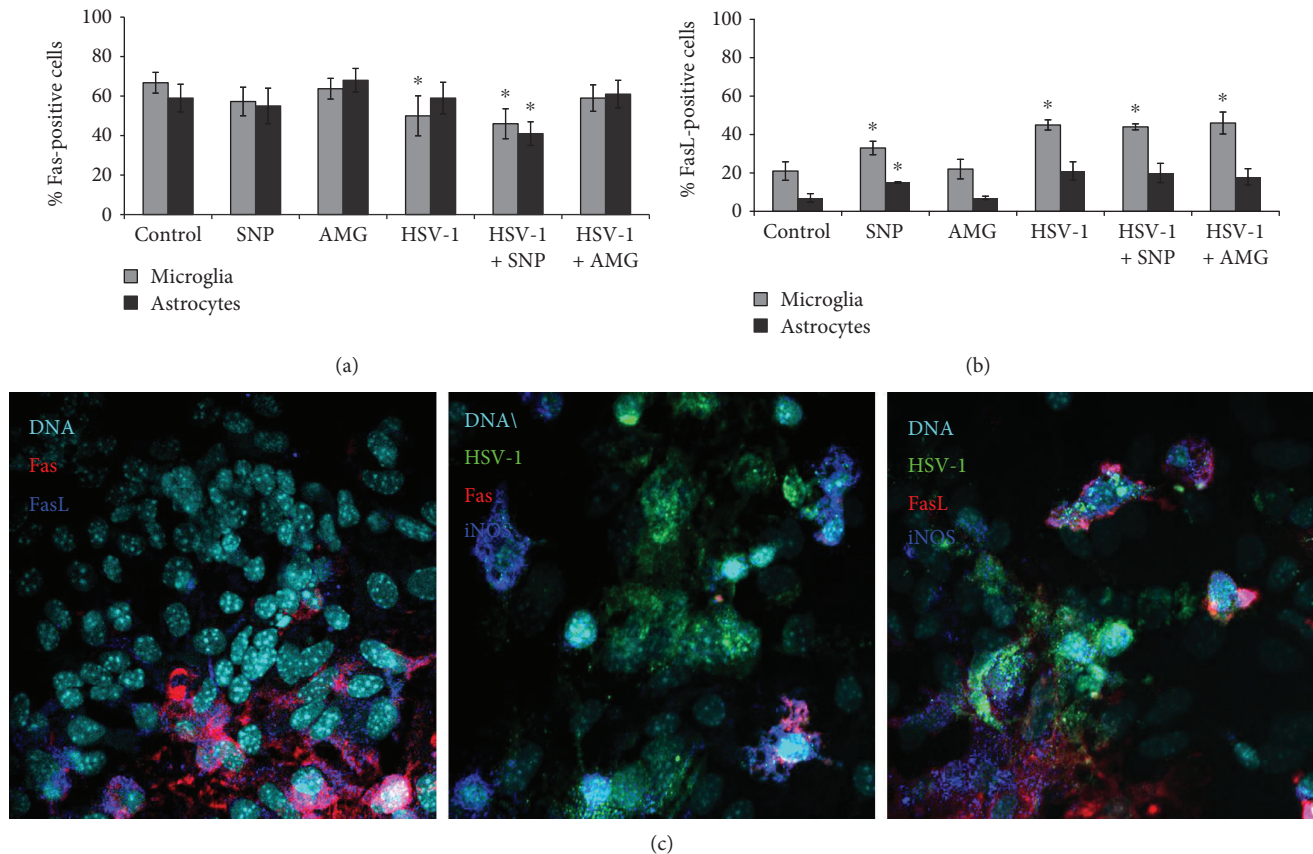 100
80
60
40
20
0
% Fas-positive cells
* * *
Control SNP AMG HSV-1 HSV-1 + SNP HSV-1 + AMG
Microglia
Astrocytes
(a)
100
80
60
40
20
0
% FasL-positive cells
* * * * *
Control SNP AMG HSV-1 HSV-1 + SNP HSV-1 + AMG
Microglia
Astrocytes
(b)
DNA
Fas
FasL
DNA\
HSV-1
Fas
iNOS
DNA
HSV-1
FasL
iNOS
(c)